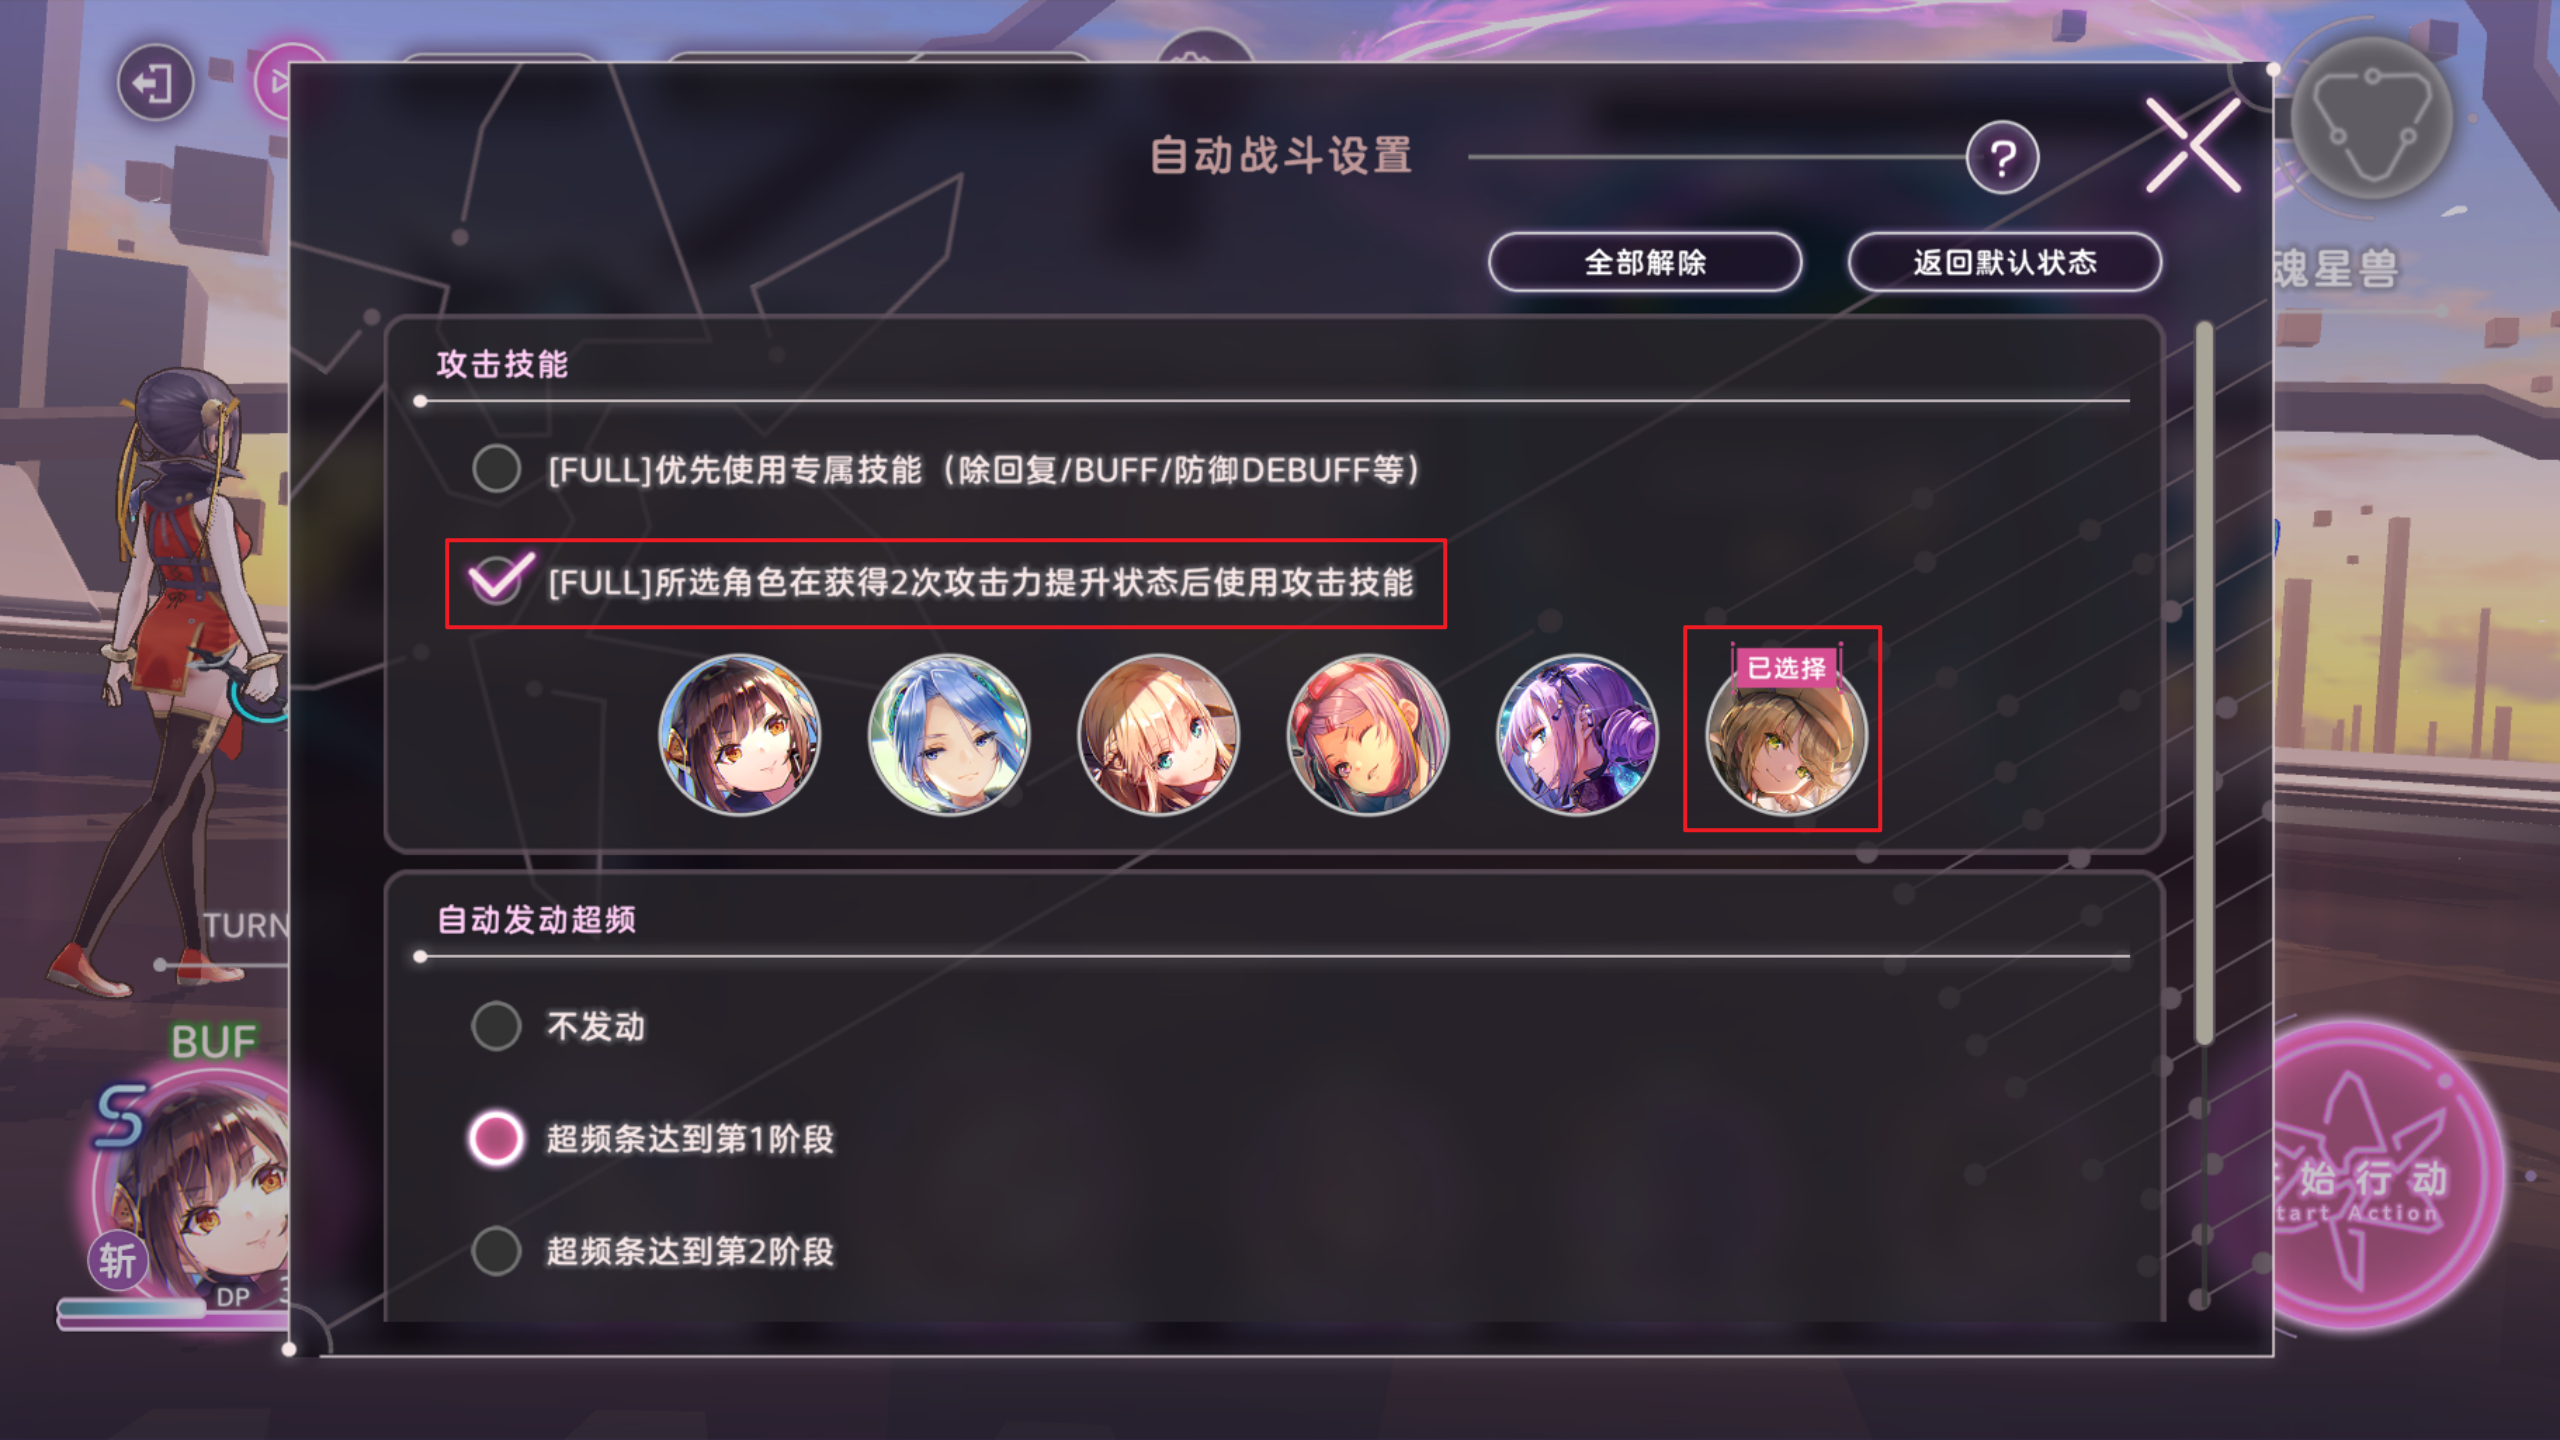 自动战斗设置
?
全部解除
返回默认状态
魂星兽
攻击技能
[FULL]优先使用专属技能（除回复/BUFF/防御DEBUFF等）
[FULL]所选角色在获得2次攻击力提升状态后使用攻击技能
已选择
自动发动超频
不发动
超频条达到第1阶段
超频条达到第2阶段
TURN
BUF
S
斩
DP
始行动
tart Action